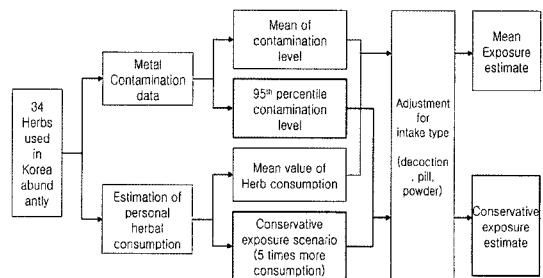 34
Herbs
used
in
Korea
abund
antly
Metal
Contamination
data
Estimation of
personal
herbal
consumption
Mean of
contamination
level
95th percentile
contamination
level
Mean value of
Herb consumption
Conservative
exposure scenario
(5 times more
consumption)
Adjustment
for
intake type
(decoction
, pill,
powder)
Mean
Exposure
estimate
Conservative
exposure
estimate